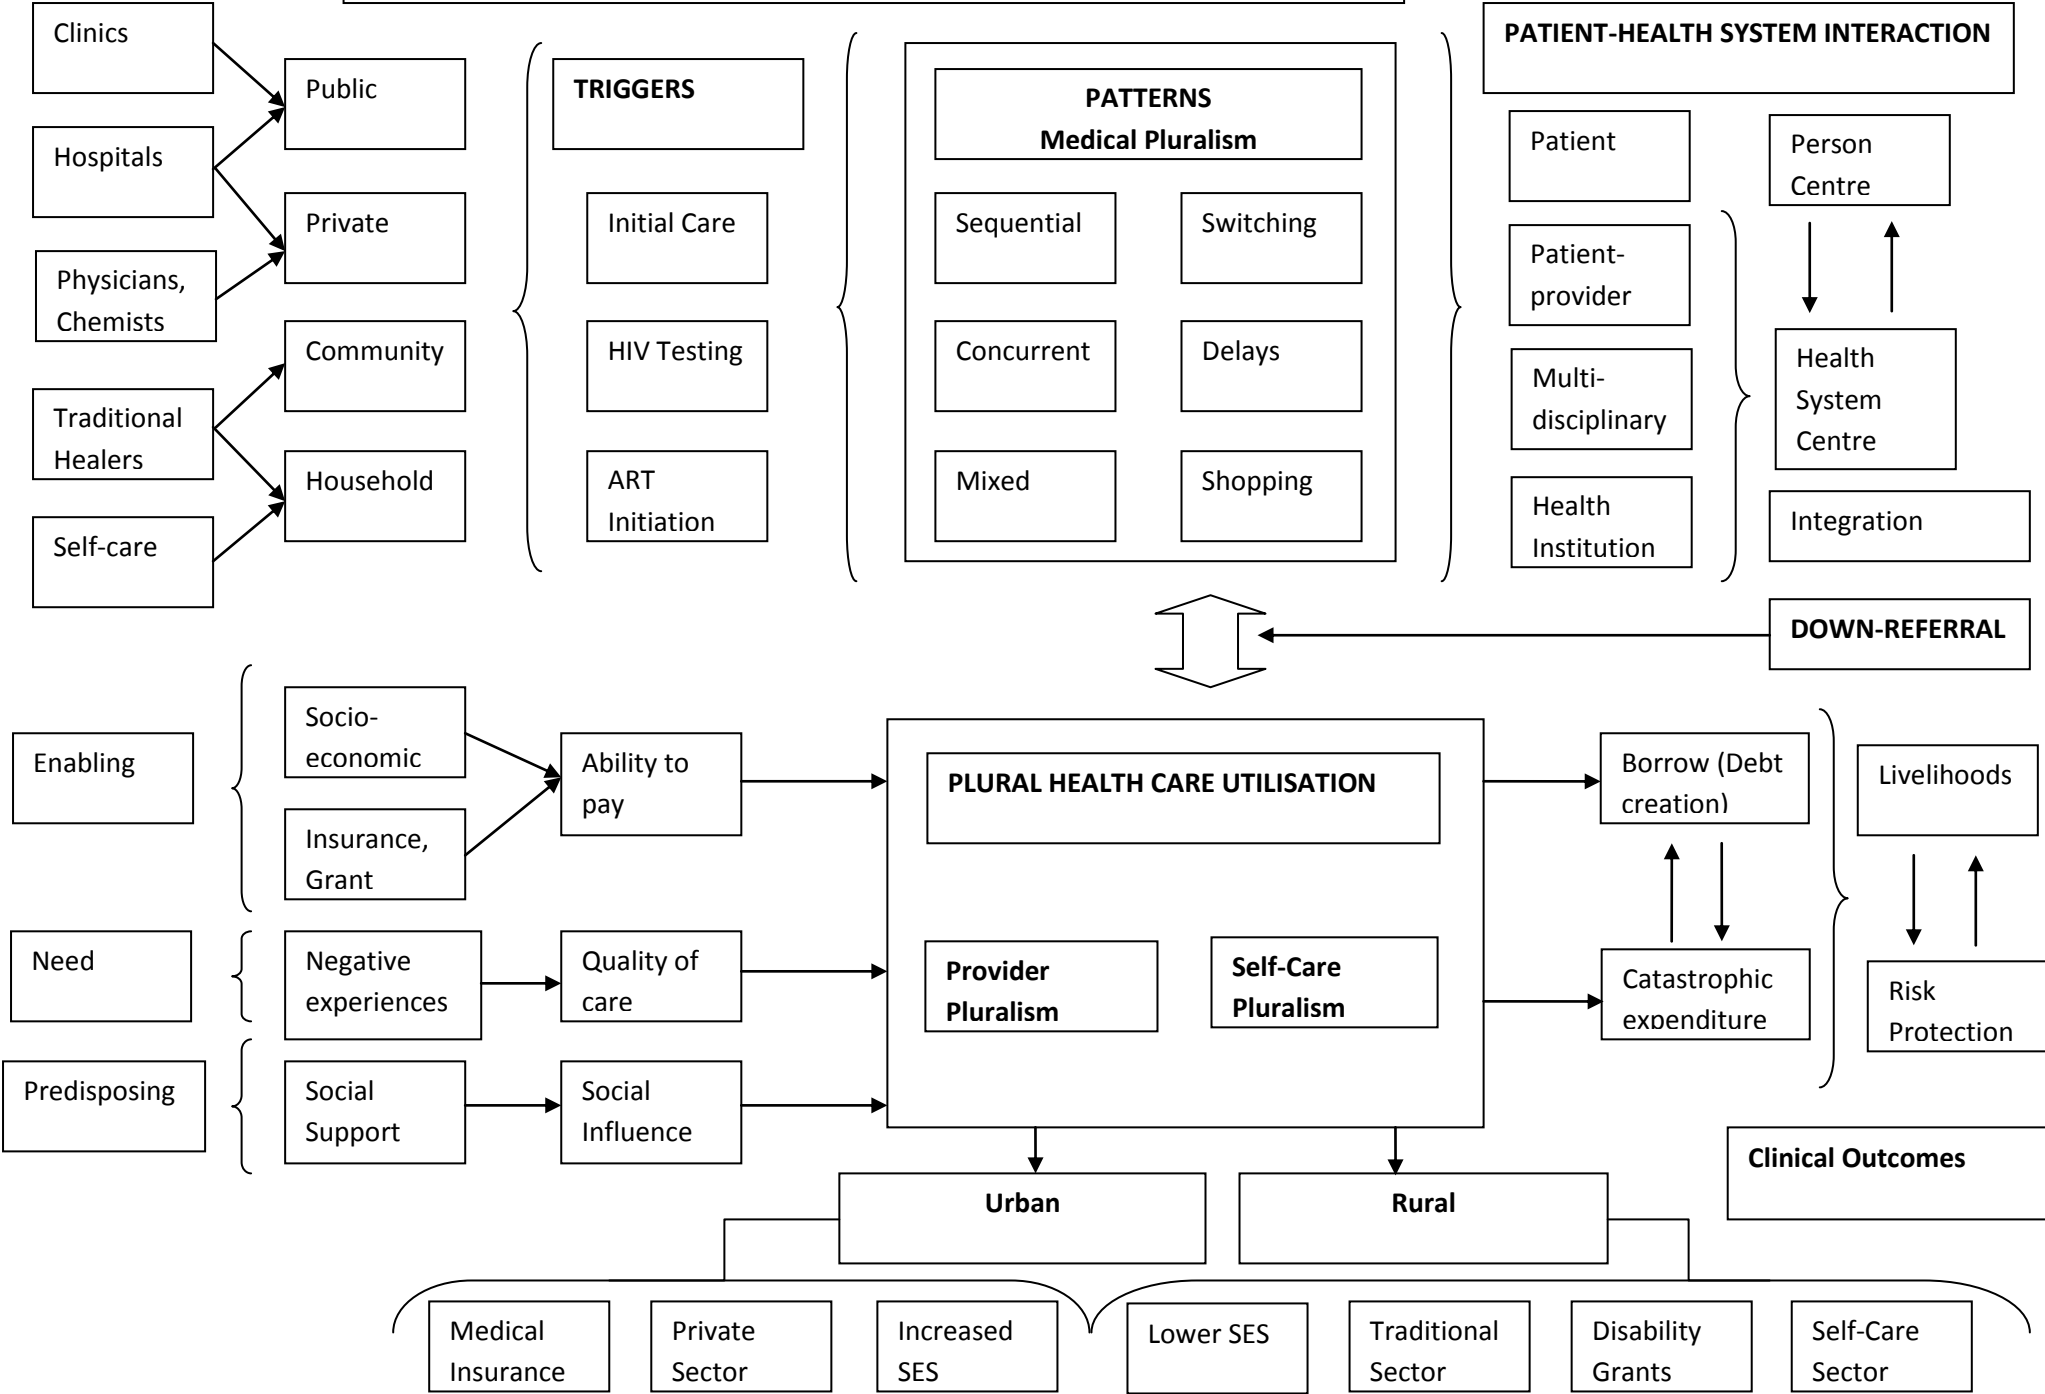 Clinics
Hospitals
Physicians,
Chemists
Traditional
Healers
Self-care
Public
Private
Community
Household
TRIGGERS
Initial Care
HIV Testing
ART
Initiation
PATTERNS
Medical Pluralism
Sequential
Switching
Concurrent
Delays
Mixed
Shopping
PATIENT-HEALTH SYSTEM INTERACTION
Patient
Patient-
provider
Multi-
disciplinary
Health
Institution
Person
Centre
Health
System
Centre
Integration
DOWN-REFERRAL
Enabling
Need
Predisposing
Socio-
economic
Insurance,
Grant
Negative
experiences
Social
Support
Ability to
pay
Quality of
care
Social
Influence
PLURAL HEALTH CARE UTILISATION
Provider
Pluralism
Self-Care
Pluralism
Borrow (Debt
creation)
Catastrophic
expenditure
Livelihoods
Risk
Protection
Clinical Outcomes
Urban
Rural
Medical
Insurance
Private
Sector
Increased
SES
Lower SES
Traditional
Sector
Disability
Grants
Self-Care
Sector